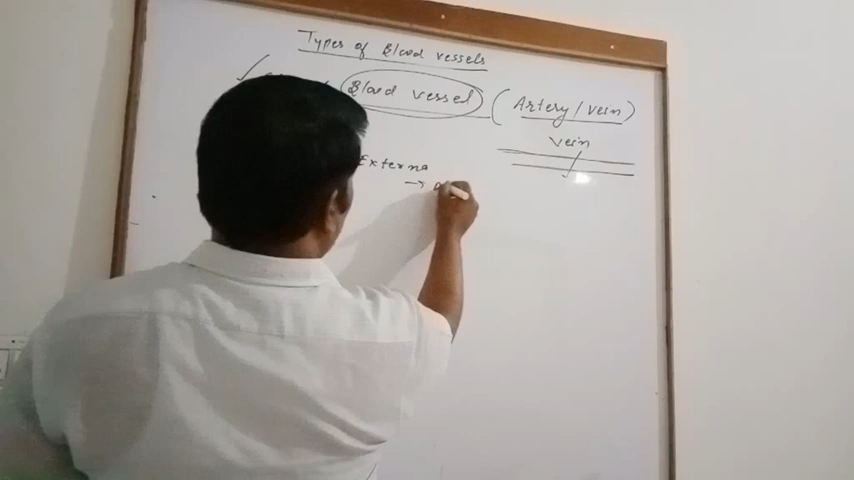 Types of Blood vessels
Blood vessel (Artery / vein)
vein
Externa
→